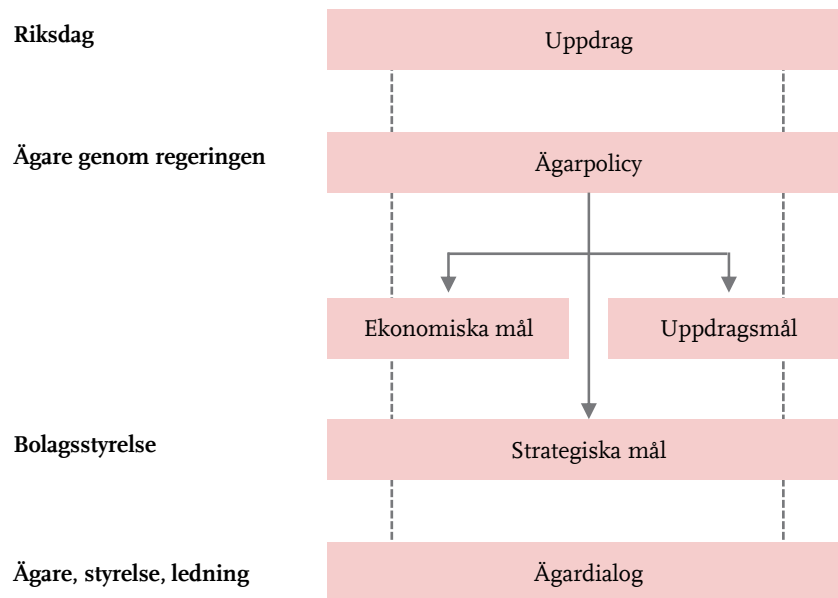 Riksdag
Uppdrag
Ägare genom regeringen
Ägarpolicy
Ekonomiska mål
Uppdragsmål
Bolagsstyrelse
Strategiska mål
Ägare, styrelse, ledning
Ägardialog